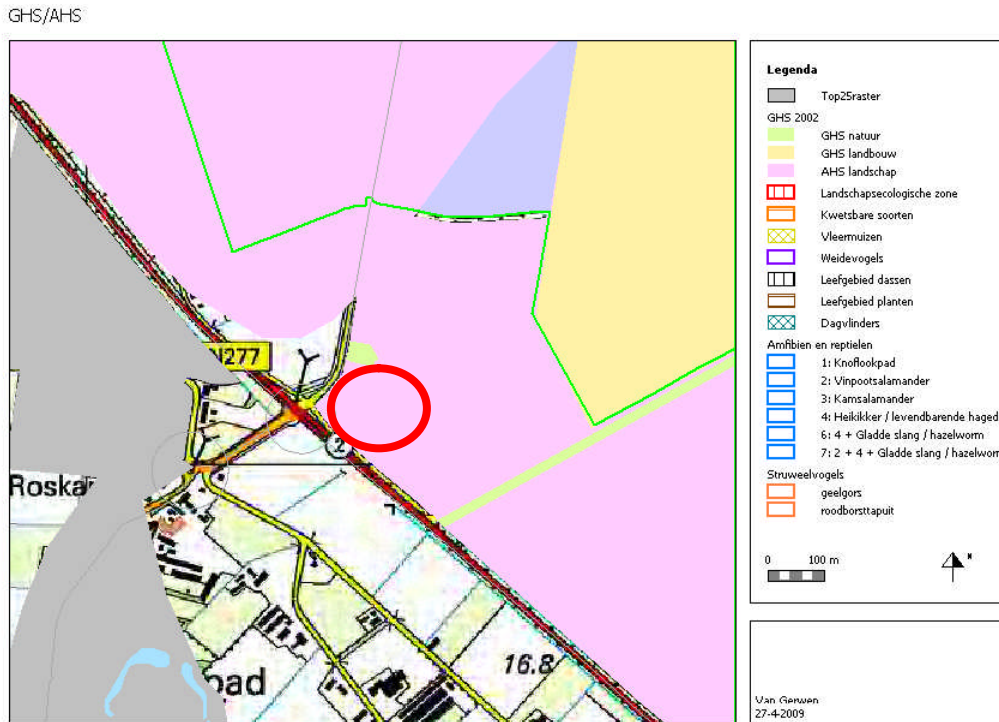 GHS/AHS
Legenda
Top25raster
GHS 2002
GHS natuur
GHS landbouw
AHS landschap
Landschapsecologische zone
Kwetsbare soorten
Vleermuizen
Weidevogels
Leefgebied dassen
Leefgebied planten
Dagvlinders
Amfibien en reptielen
1: Knoflookpad
2: Vinpootsalamander
3: Kamsalamander
4: Heikikker / levendbarende haged
6: 4 + Gladde slang / hazelworm
7: 2 + 4 + Gladde slang / hazelworm
Struweelvogels
geelgors
roodborsttapuit
0 100 m
N
Van Gerwen
27-4-2009
N277
2
Roska
16.8
pad